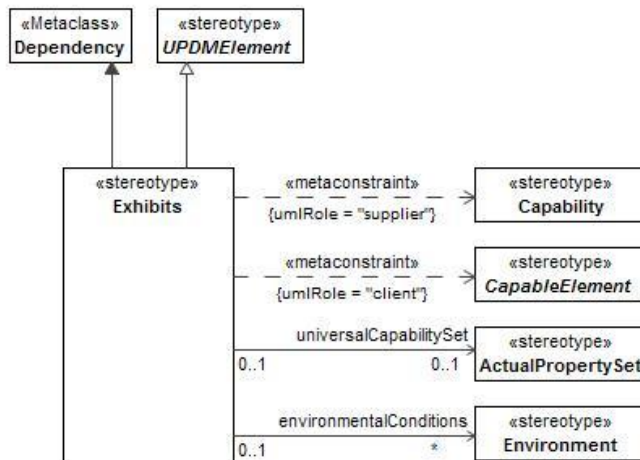 «Metaclass»
Dependency
«stereotype»
UPDMElement
«stereotype»
Exhibits
«metaconstraint»
{umlRole = "supplier"}
«stereotype»
Capability
«metaconstraint»
{umlRole = "client"}
«stereotype»
CapableElement
universalCapabilitySet
0..1
0..1
«stereotype»
ActualPropertySet
environmentalConditions
0..1
*
«stereotype»
Environment